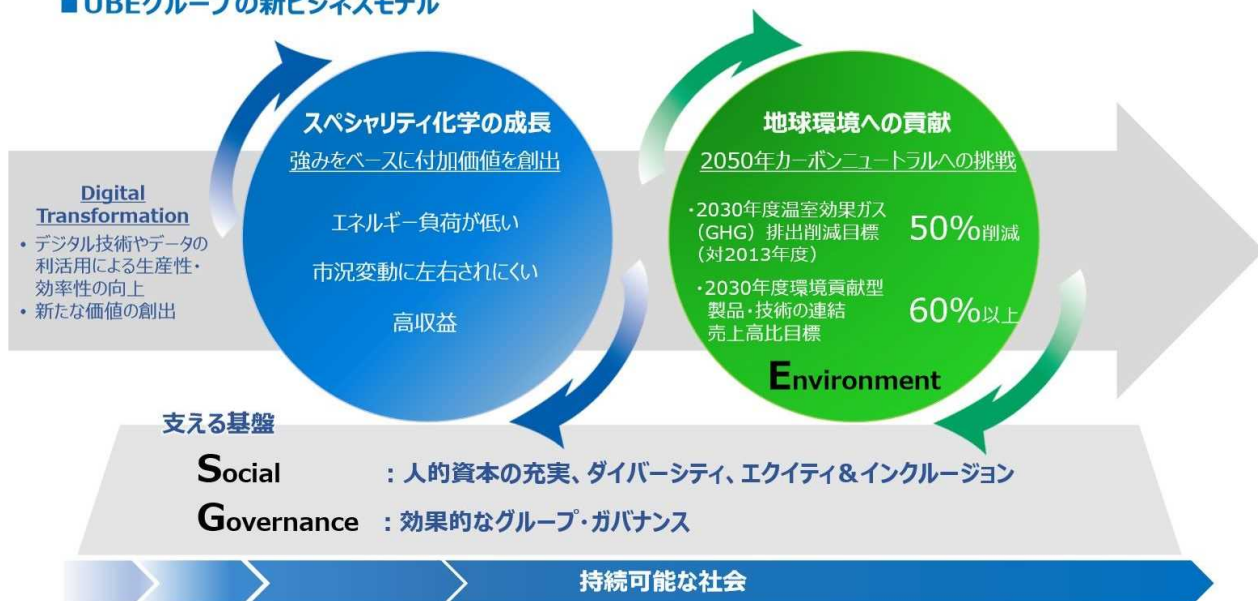 ■UBEグループの新ビジネスモデル
Digital
Transformation
• デジタル技術やデータの
利活用による生産性・
効率性の向上
• 新たな価値の創出
スペシャリティ化学の成長
強みをベースに付加価値を創出
エネルギー負荷が低い
市況変動に左右されにくい
高収益
地球環境への貢献
2050年カーボンニュートラルへの挑戦
・2030年度温室効果ガス
(GHG) 排出削減目標
(対2013年度)
50%削減
・2030年度環境貢献型
製品・技術の連結
売上高比目標
60%以上
Environment
支える基盤
Social :人的資本の充実、ダイバーシティ、エクイティ&インクルージョン
Governance :効果的なグループ・ガバナンス
持続可能な社会